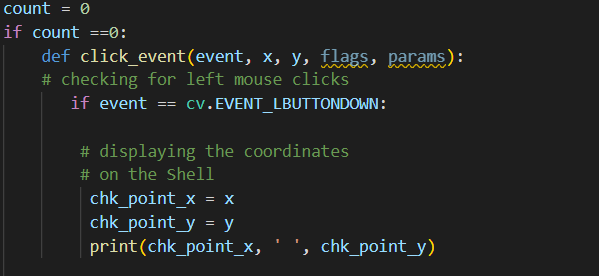 count = 0
if count ==0:
def click_event(event, x, y, flags, params):
# checking for left mouse clicks
if event == cv.EVENT_LBUTTONDOWN:
# displaying the coordinates
# on the Shell
chk_point_x = x
chk_point_y = y
print(chk_point_x, ' ', chk_point_y)